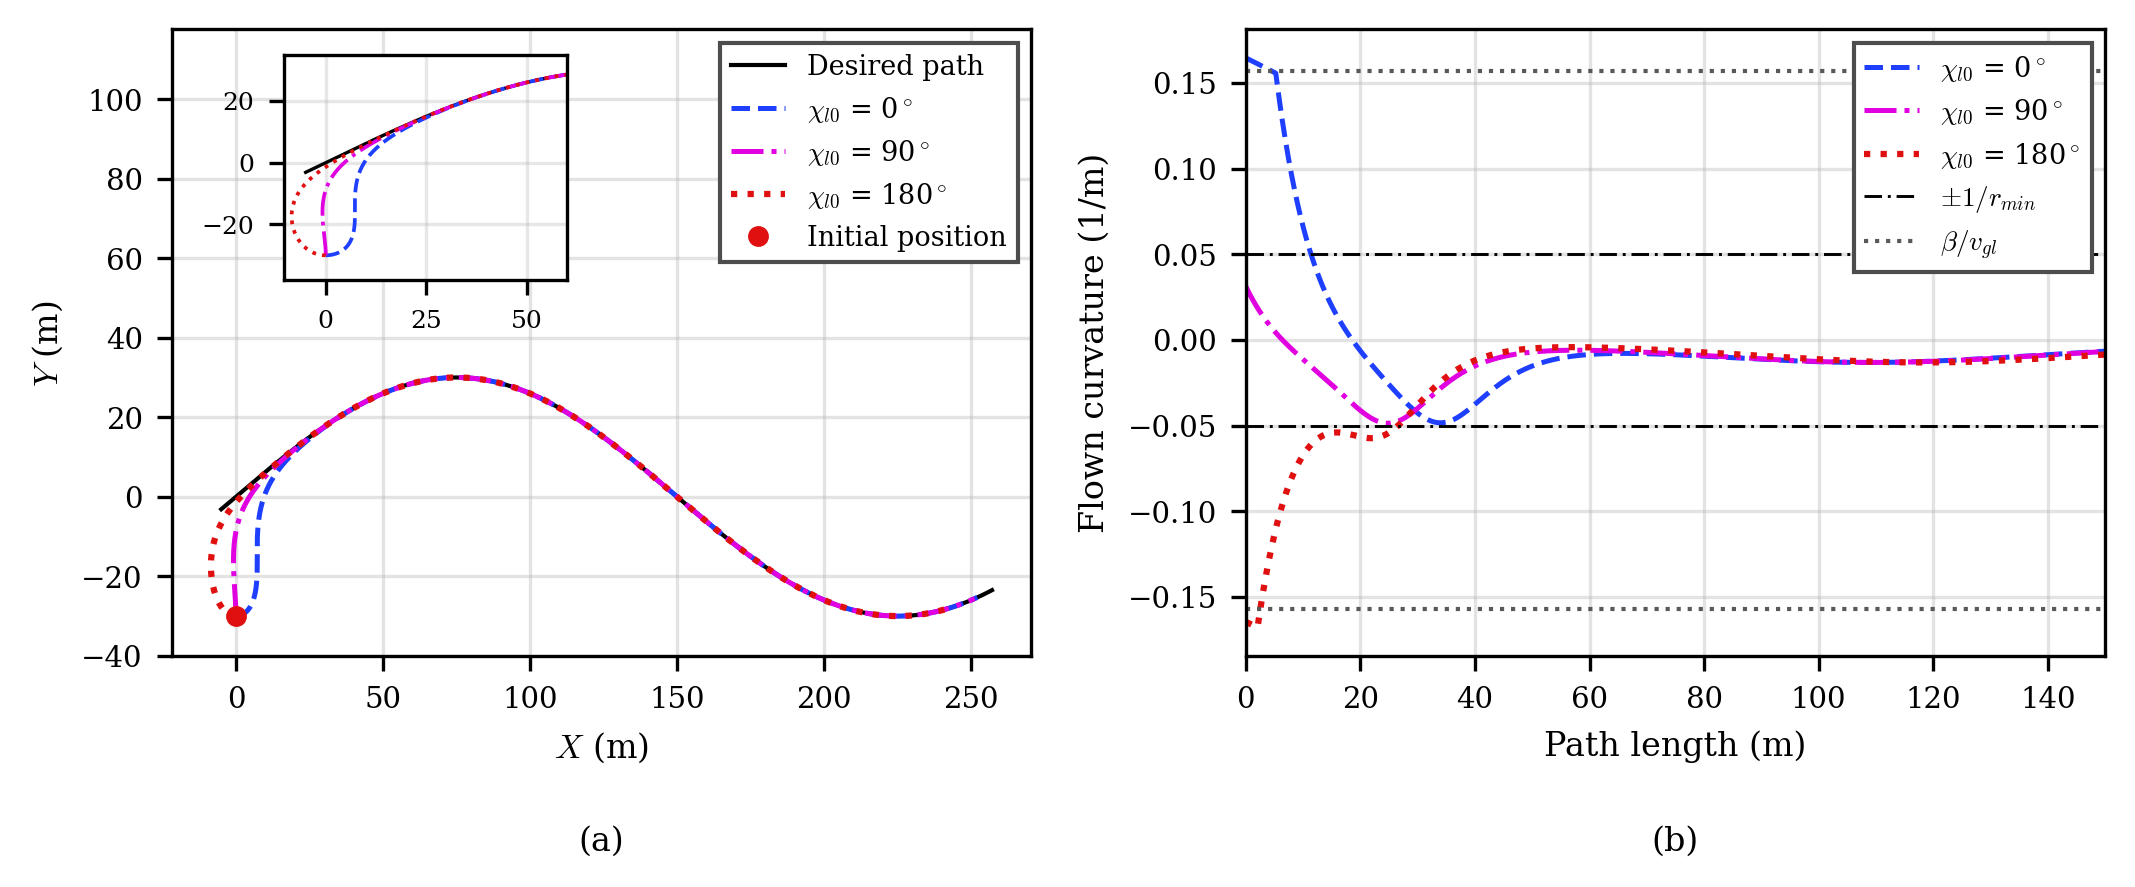 Desired path
χl0 = 0°
χl0 = 90°
χl0 = 180°
Initial position
100
80
60
40
20
0
−20
−40
Y (m)
20
0
−20
0 25 50
0 50 100 150 200 250
X (m)
(a)
χl0 = 0°
χl0 = 90°
χl0 = 180°
±1/rmin
β/vgl
0.15
0.10
0.05
0.00
−0.05
−0.10
−0.15
Flown curvature (1/m)
0 20 40 60 80 100 120 140
Path length (m)
(b)